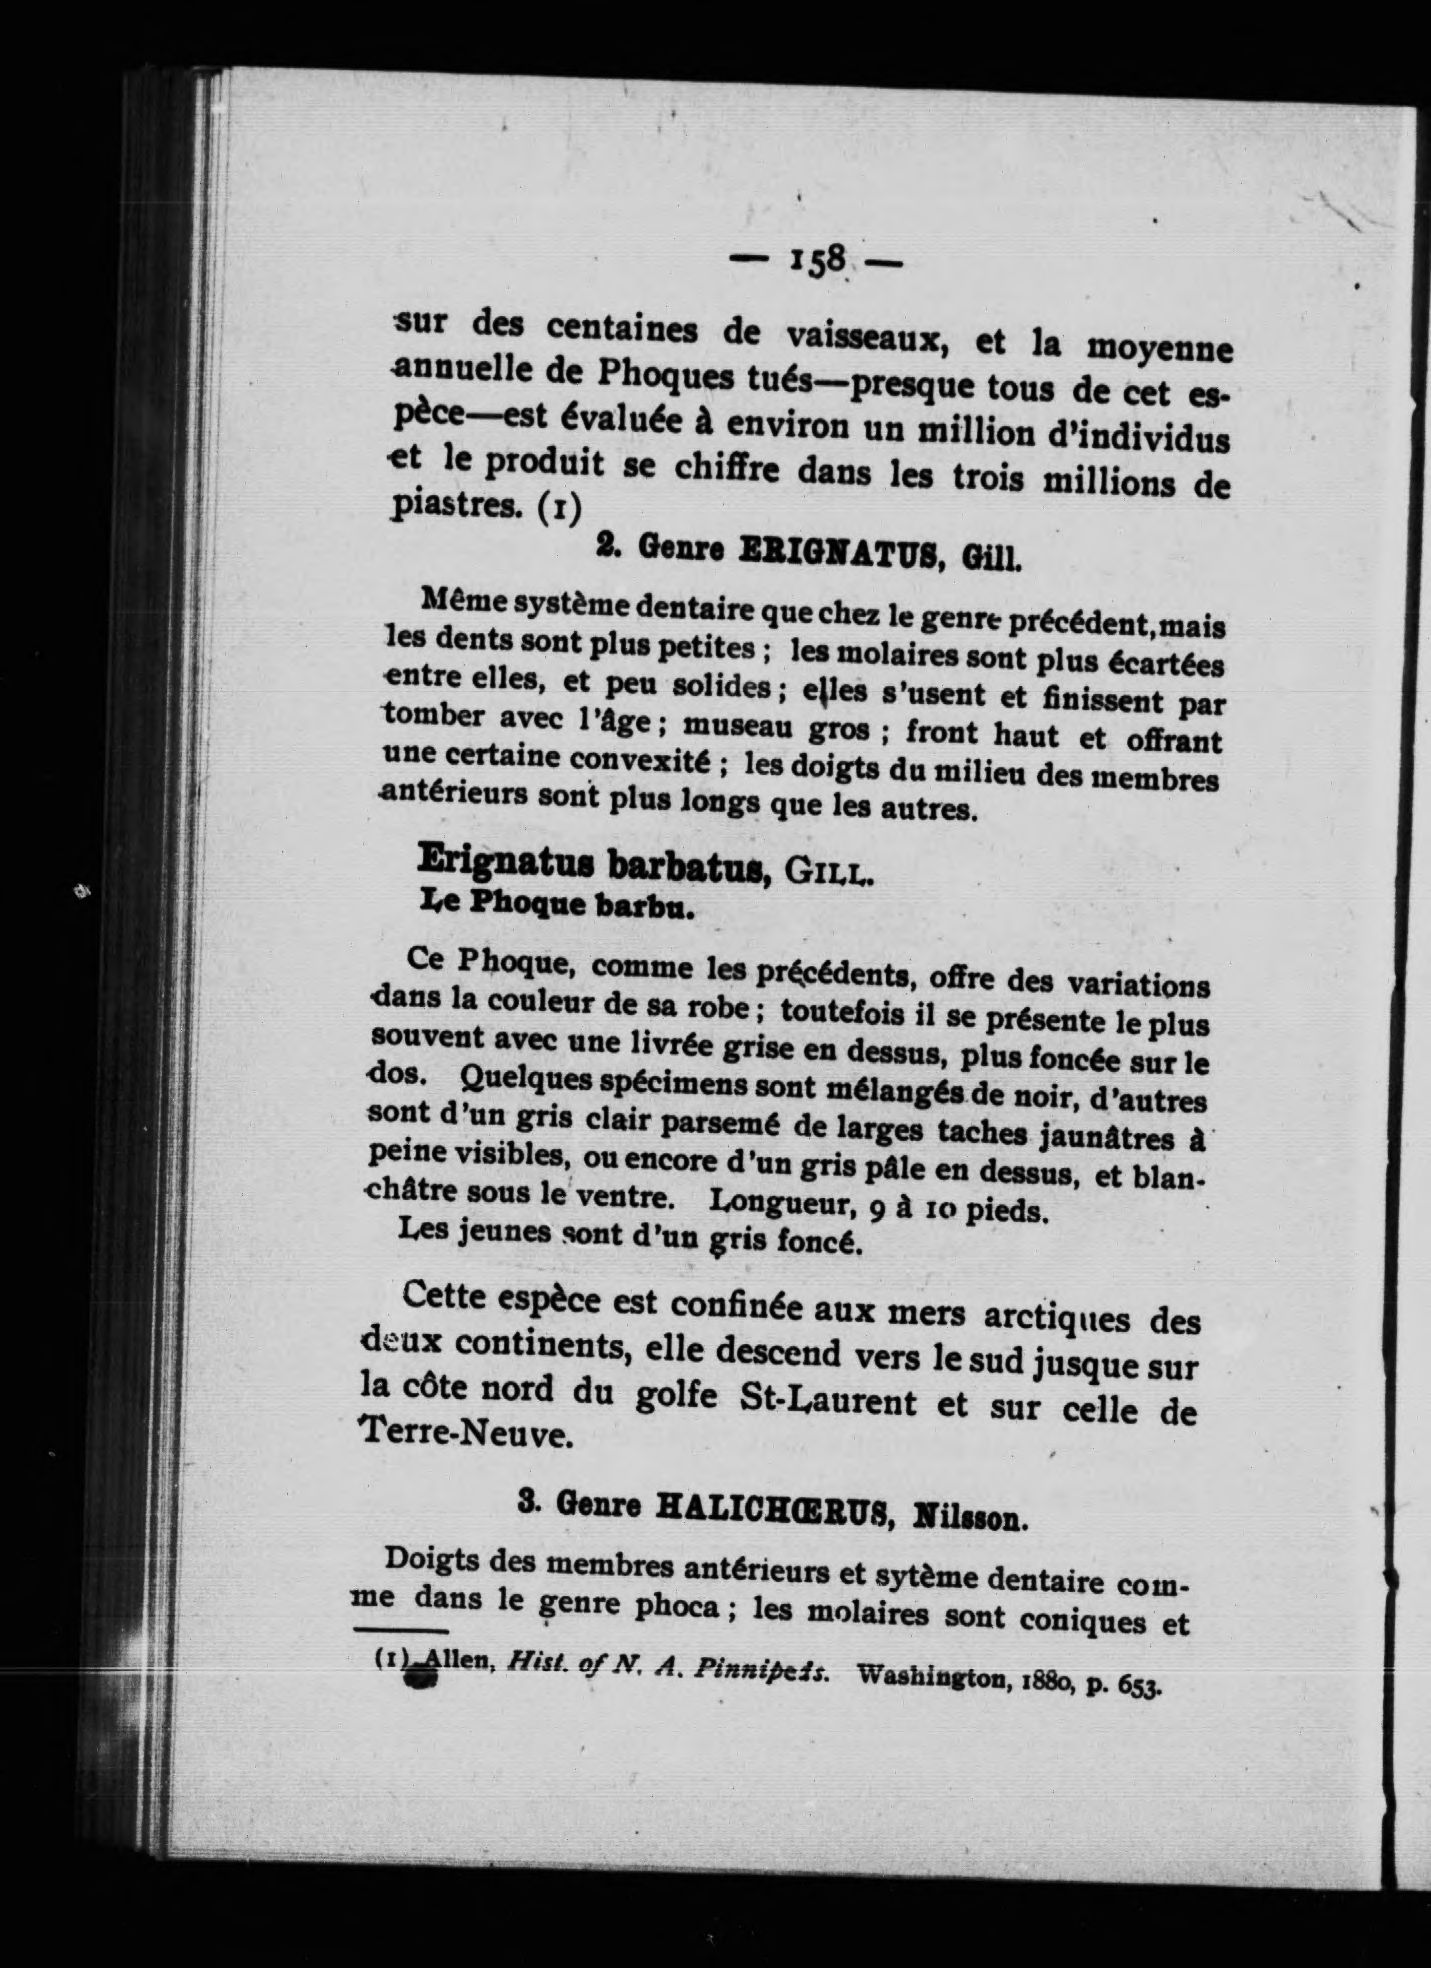 — 158 —
sur des centaines de vaisseaux, et la moyenne
annuelle de Phoques tués—presque tous de cet es-
pèce—est évaluée à environ un million d'individus
et le produit se chiffre dans les trois millions de
piastres. (1)
2. Genre ERIGNATUS, Gill.
Même système dentaire que chez le genre précédent, mais
les dents sont plus petites ; les molaires sont plus écartées
entre elles, et peu solides ; elles s'usent et finissent par
tomber avec l'âge ; museau gros ; front haut et offrant
une certaine convexité ; les doigts du milieu des membres
antérieurs sont plus longs que les autres.
Erignatus barbatus, GILL.
Le Phoque barbu.
Ce Phoque, comme les précédents, offre des variations
dans la couleur de sa robe ; toutefois il se présente le plus
souvent avec une livrée grise en dessus, plus foncée sur le
dos. Quelques spécimens sont mélangés de noir, d'autres
sont d'un gris clair parsemé de larges taches jaunâtres à
peine visibles, ou encore d'un gris pâle en dessus, et blan-
châtre sous le ventre. Longueur, 9 à 10 pieds.
Les jeunes sont d'un gris foncé.
Cette espèce est confinée aux mers arctiques des
deux continents, elle descend vers le sud jusque sur
la côte nord du golfe St-Laurent et sur celle de
Terre-Neuve.
3. Genre HALICHŒRUS, Nilsson.
Doigts des membres antérieurs et sytème dentaire com-
me dans le genre phoca ; les molaires sont coniques et
(1) Allen, Hist. of N. A. Pinnipeds. Washington, 1880, p. 653.